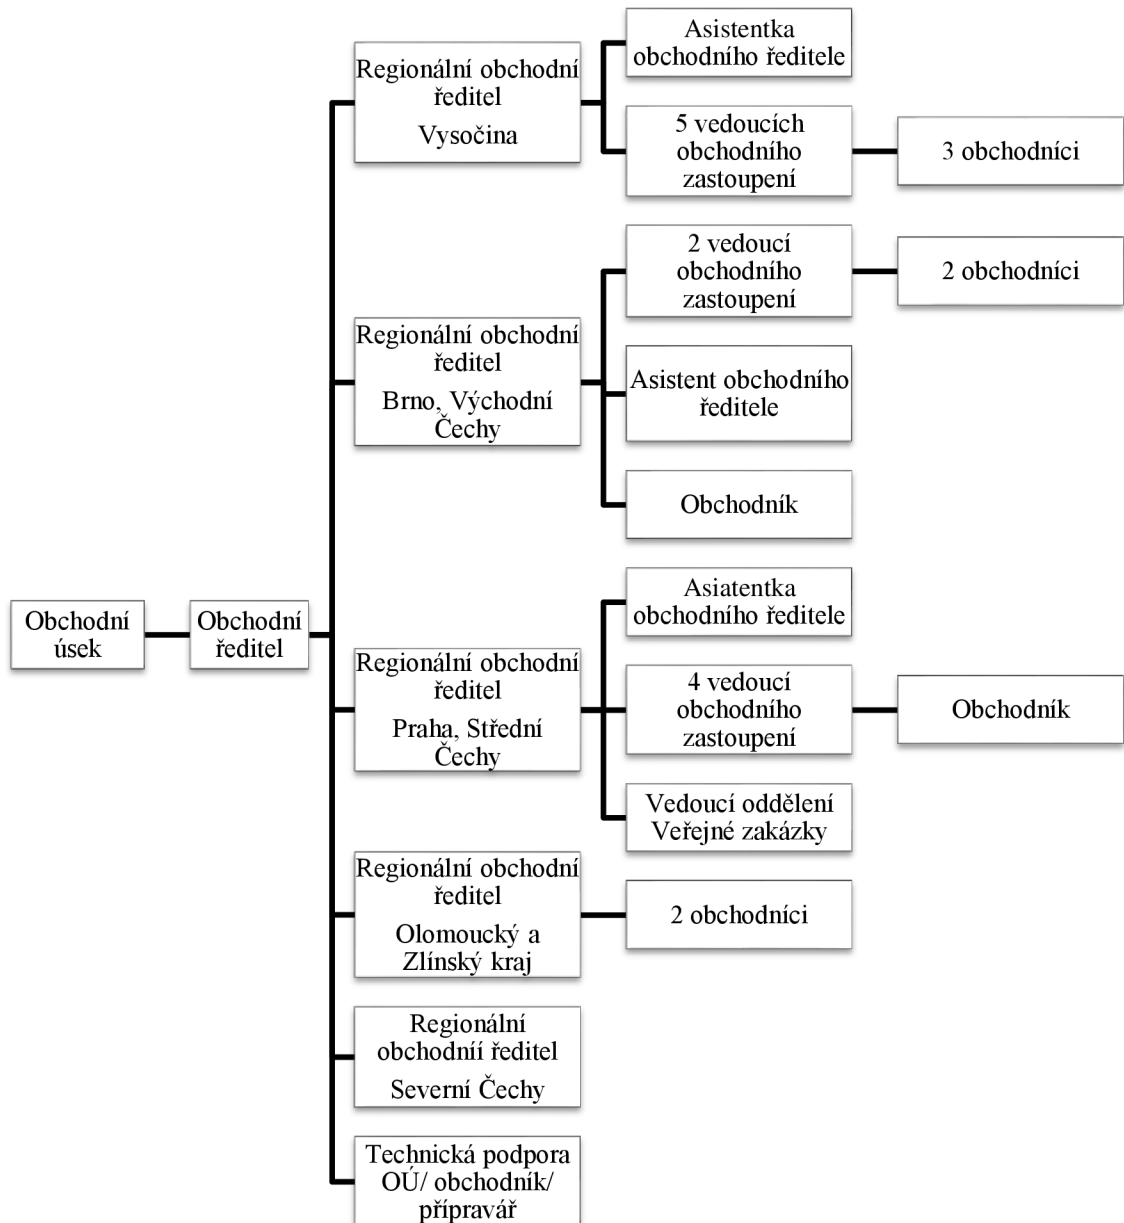 Obchodní
úsek
Obchodní
ředitel
Regionální obchodní
ředitel
Vysočina
Asistentka
obchodního ředitele
5 vedoucích
obchodního
zastoupení
3 obchodníci
Regionální obchodní
ředitel
Brno, Východní
Čechy
2 vedoucí
obchodního
zastoupení
2 obchodníci
Asistent obchodního
ředitele
Obchodník
Regionální obchodní
ředitel
Praha, Střední
Čechy
Asiatentka
obchodního ředitele
4 vedoucí
obchodního
zastoupení
Obchodník
Vedoucí oddělení
Veřejné zakázky
Regionální obchodní
ředitel
Olomoucký a
Zlínský kraj
2 obchodníci
Regionální
obchodníí ředitel
Severní Čechy
Technická podpora
OÚ/ obchodník/
přípravář